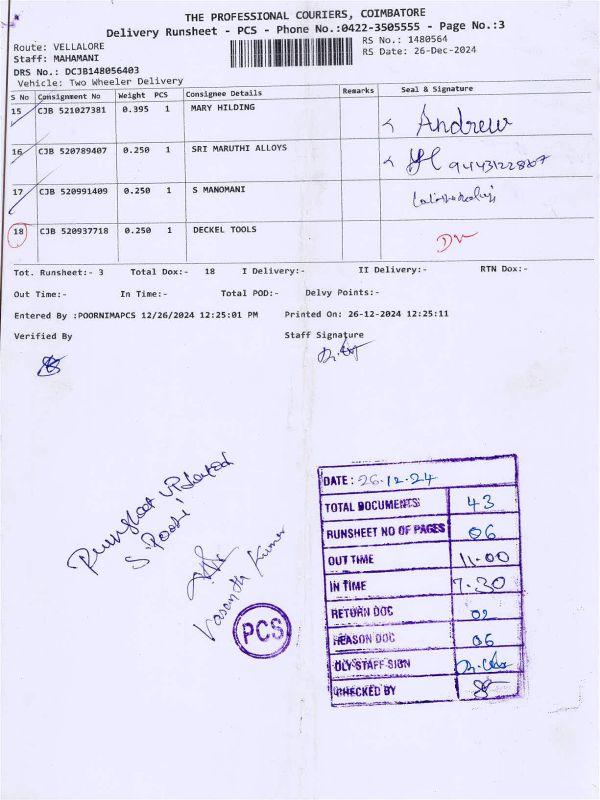 THE PROFESSIONAL COURIERS, COIMBATORE
Delivery Runsheet - PCS - Phone No.:0422-3505555 - Page No.:3
Route: VELLALORE
RS No.: 1480564
Staff: MAHAMANI
RS Date: 26-Dec-2024
DRS No.: DCJB148056403
Vehicle: Two Wheeler Delivery
S No Consignment No Weight PCS Consignee Details Remarks Seal & Signature
15 CJB 521027381 0.395 1 MARY HILDING Andrew
16 CJB 520789407 0.250 1 SRI MARUTHI ALLOYS
17 CJB 520991409 0.250 1 S MANOMANI
18 CJB 520937718 0.250 1 DECKEL TOOLS
Tot. Runsheet:- 3 Total Dox:- 18 I Delivery:- II Delivery:- RTN Dox:-
Out Time:- In Time:- Total POD:- Delvy Points:-
Entered By :POORNIMAPCS 12/26/2024 12:25:01 PM Printed On: 26-12-2024 12:25:11
Verified By Staff Signature
Vasantha Kumar
PCS
DATE: 26.12.24
TOTAL DOCUMENTS 43
RUNSHEET NO OF PAGES 06
OUT TIME 11.00
IN TIME 7.30
RETURN DOC 02
REASON DOC 06
DLY STAFF SIGN
CHECKED BY